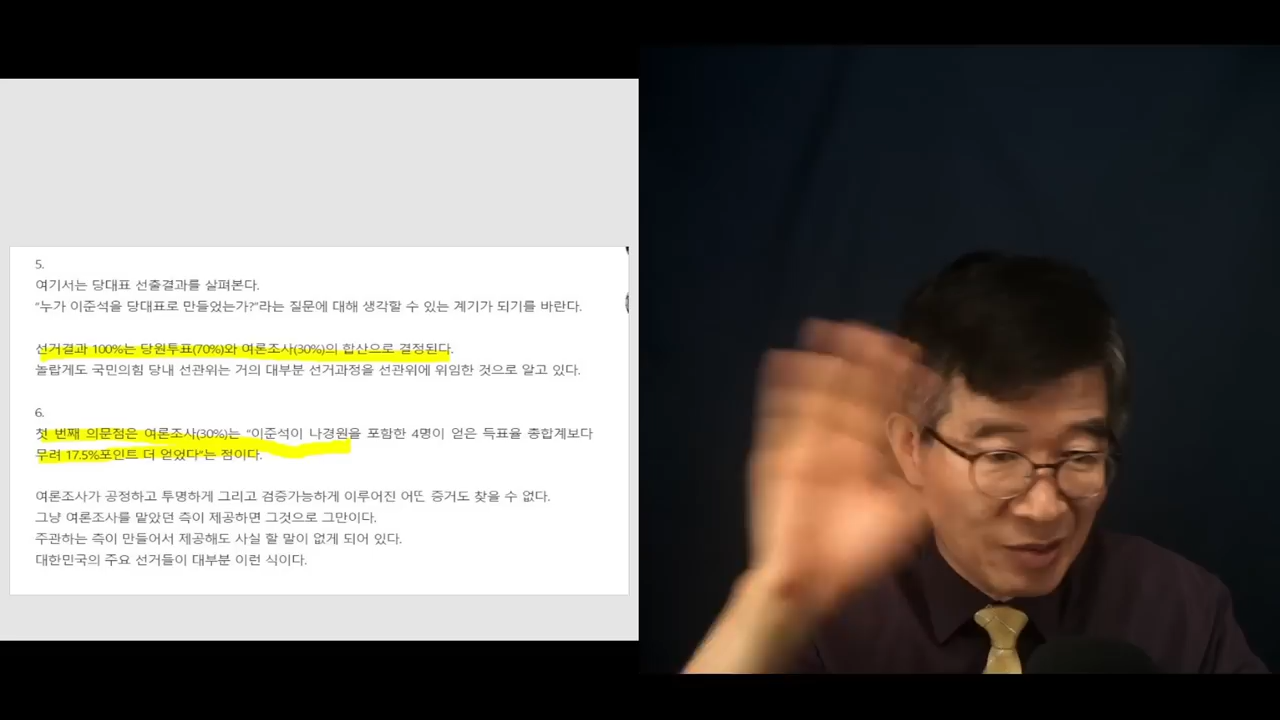 5.
여기서는 당대표 선출결과를 살펴본다.
“누가 이준석을 당대표로 만들었는가?”라는 질문에 대해 생각할 수 있는 계기가 되기를 바란다.
선거결과 100%는 당원투표(70%)와 여론조사(30%)의 합산으로 결정된다.
놀랍게도 국민의힘 당내 선관위는 거의 대부분 선거과정을 선관위에 위임한 것으로 알고 있다.
6.
첫 번째 의문점은 여론조사(30%)는 “이준석이 나경원을 포함한 4명이 얻은 득표율 총합계보다
무려 17.5%포인트 더 얻었다”는 점이다.
여론조사가 공정하고 투명하게 그리고 검증가능하게 이루어진 어떤 증거도 찾을 수 없다.
그냥 여론조사를 맡았던 측이 제공하면 그것으로 그만이다.
주관하는 측이 만들어서 제공해도 사실 할 말이 없게 되어 있다.
대한민국의 주요 선거들이 대부분 이런 식이다.